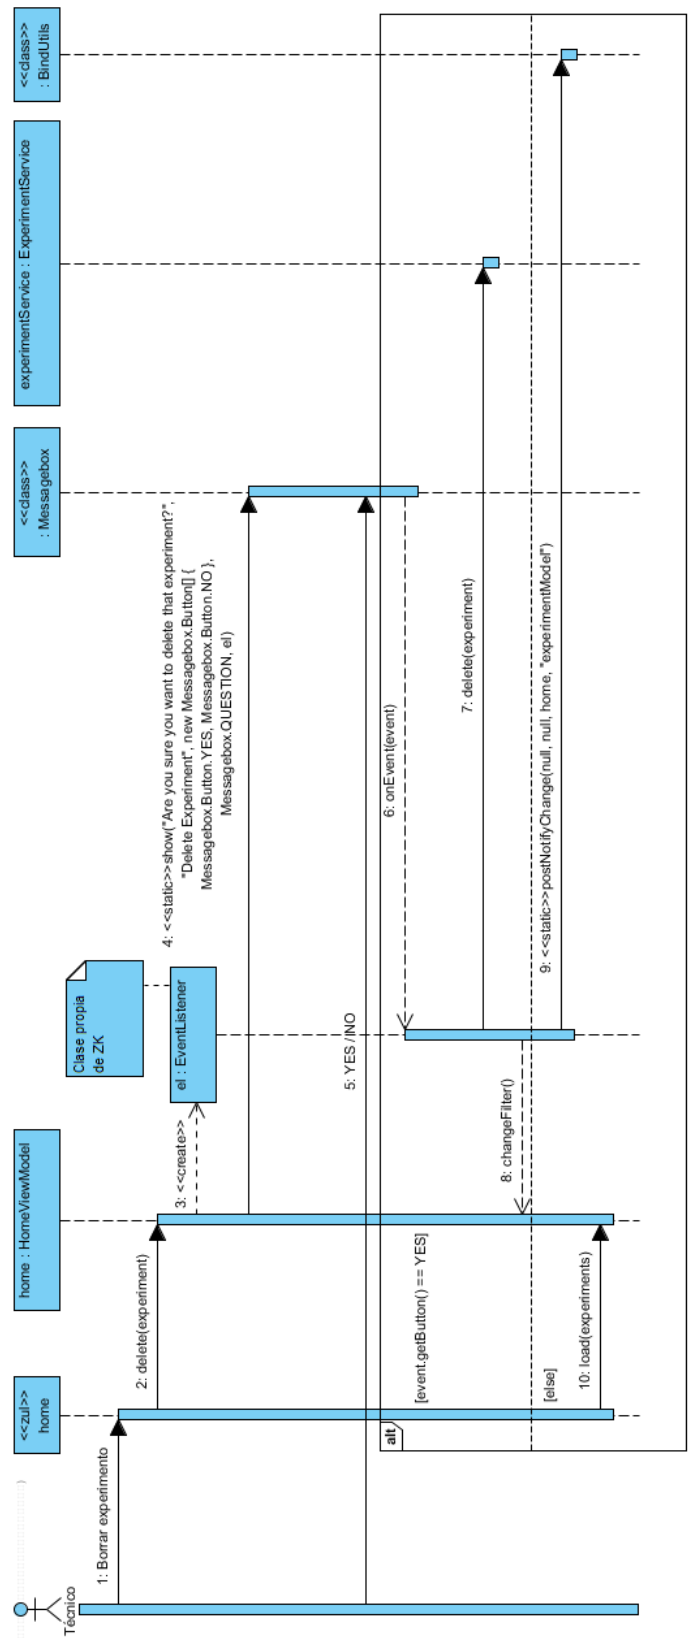 Técnico
<<zul>>
home
home : HomeViewModel
Clase propia
de ZK
el : EventListener
<<class>>
: Messagebox
experimentService : ExperimentService
<<class>>
: BindUtils
1: Borrar experimento
2: delete(experiment)
3: <<create>>
4: <<static>>show("Are you sure you want to delete that experiment?",
"Delete Experiment", new Messagebox.Button[] {
Messagebox.Button.YES, Messagebox.Button.NO },
Messagebox.QUESTION, el)
5: YES / NO
alt
6: onEvent(event)
[event.getButton() == YES]
7: delete(experiment)
8: changeFilter()
[else]
9: <<static>>postNotifyChange(null, null, home, "experimentModel")
10: load(experiments)